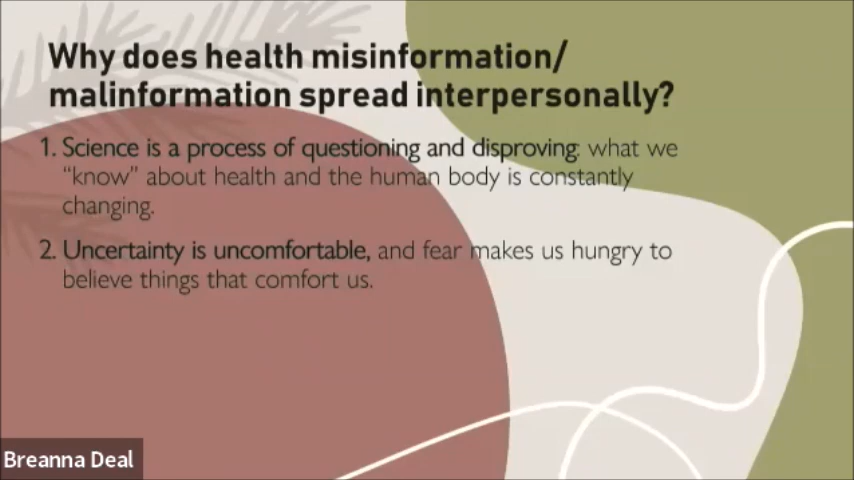 Why does health misinformation/
malinformation spread interpersonally?
1. Science is a process of questioning and disproving: what we
“know” about health and the human body is constantly
changing.
2. Uncertainty is uncomfortable, and fear makes us hungry to
believe things that comfort us.
Breanna Deal